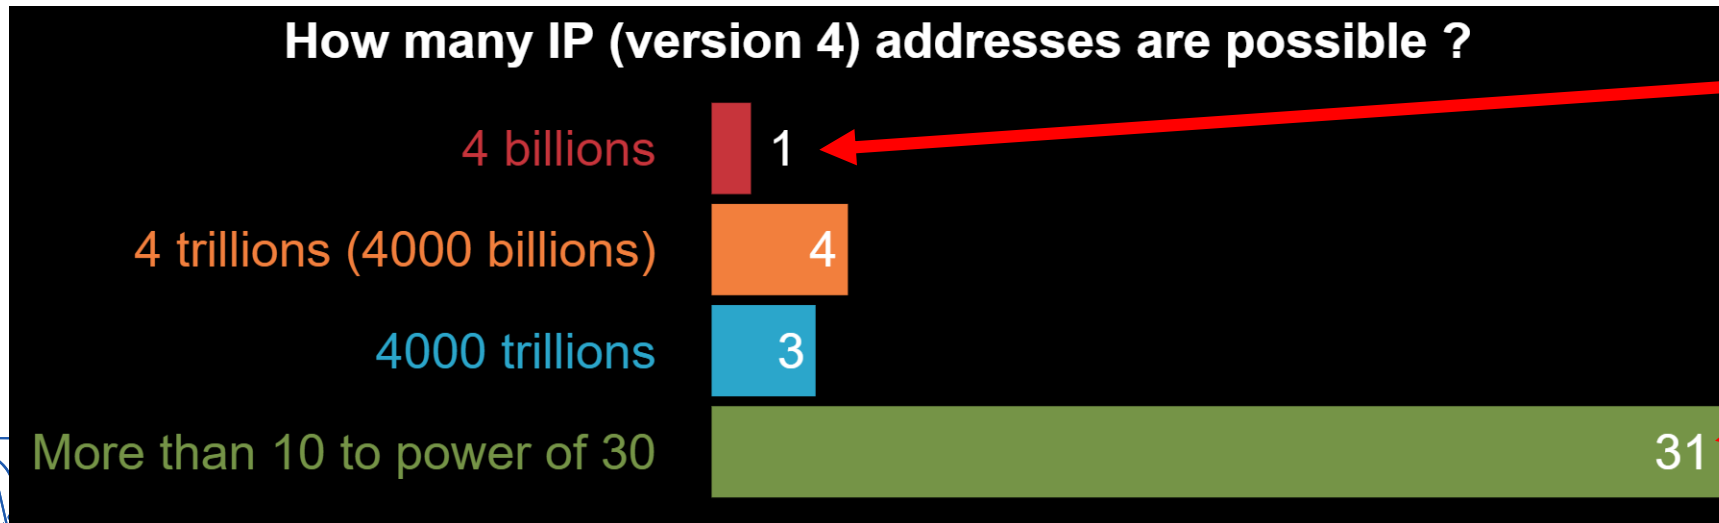 How many IP (version 4) addresses are possible ?
4 billions 1
4 trillions (4000 billions) 4
4000 trillions 3
More than 10 to power of 30 31